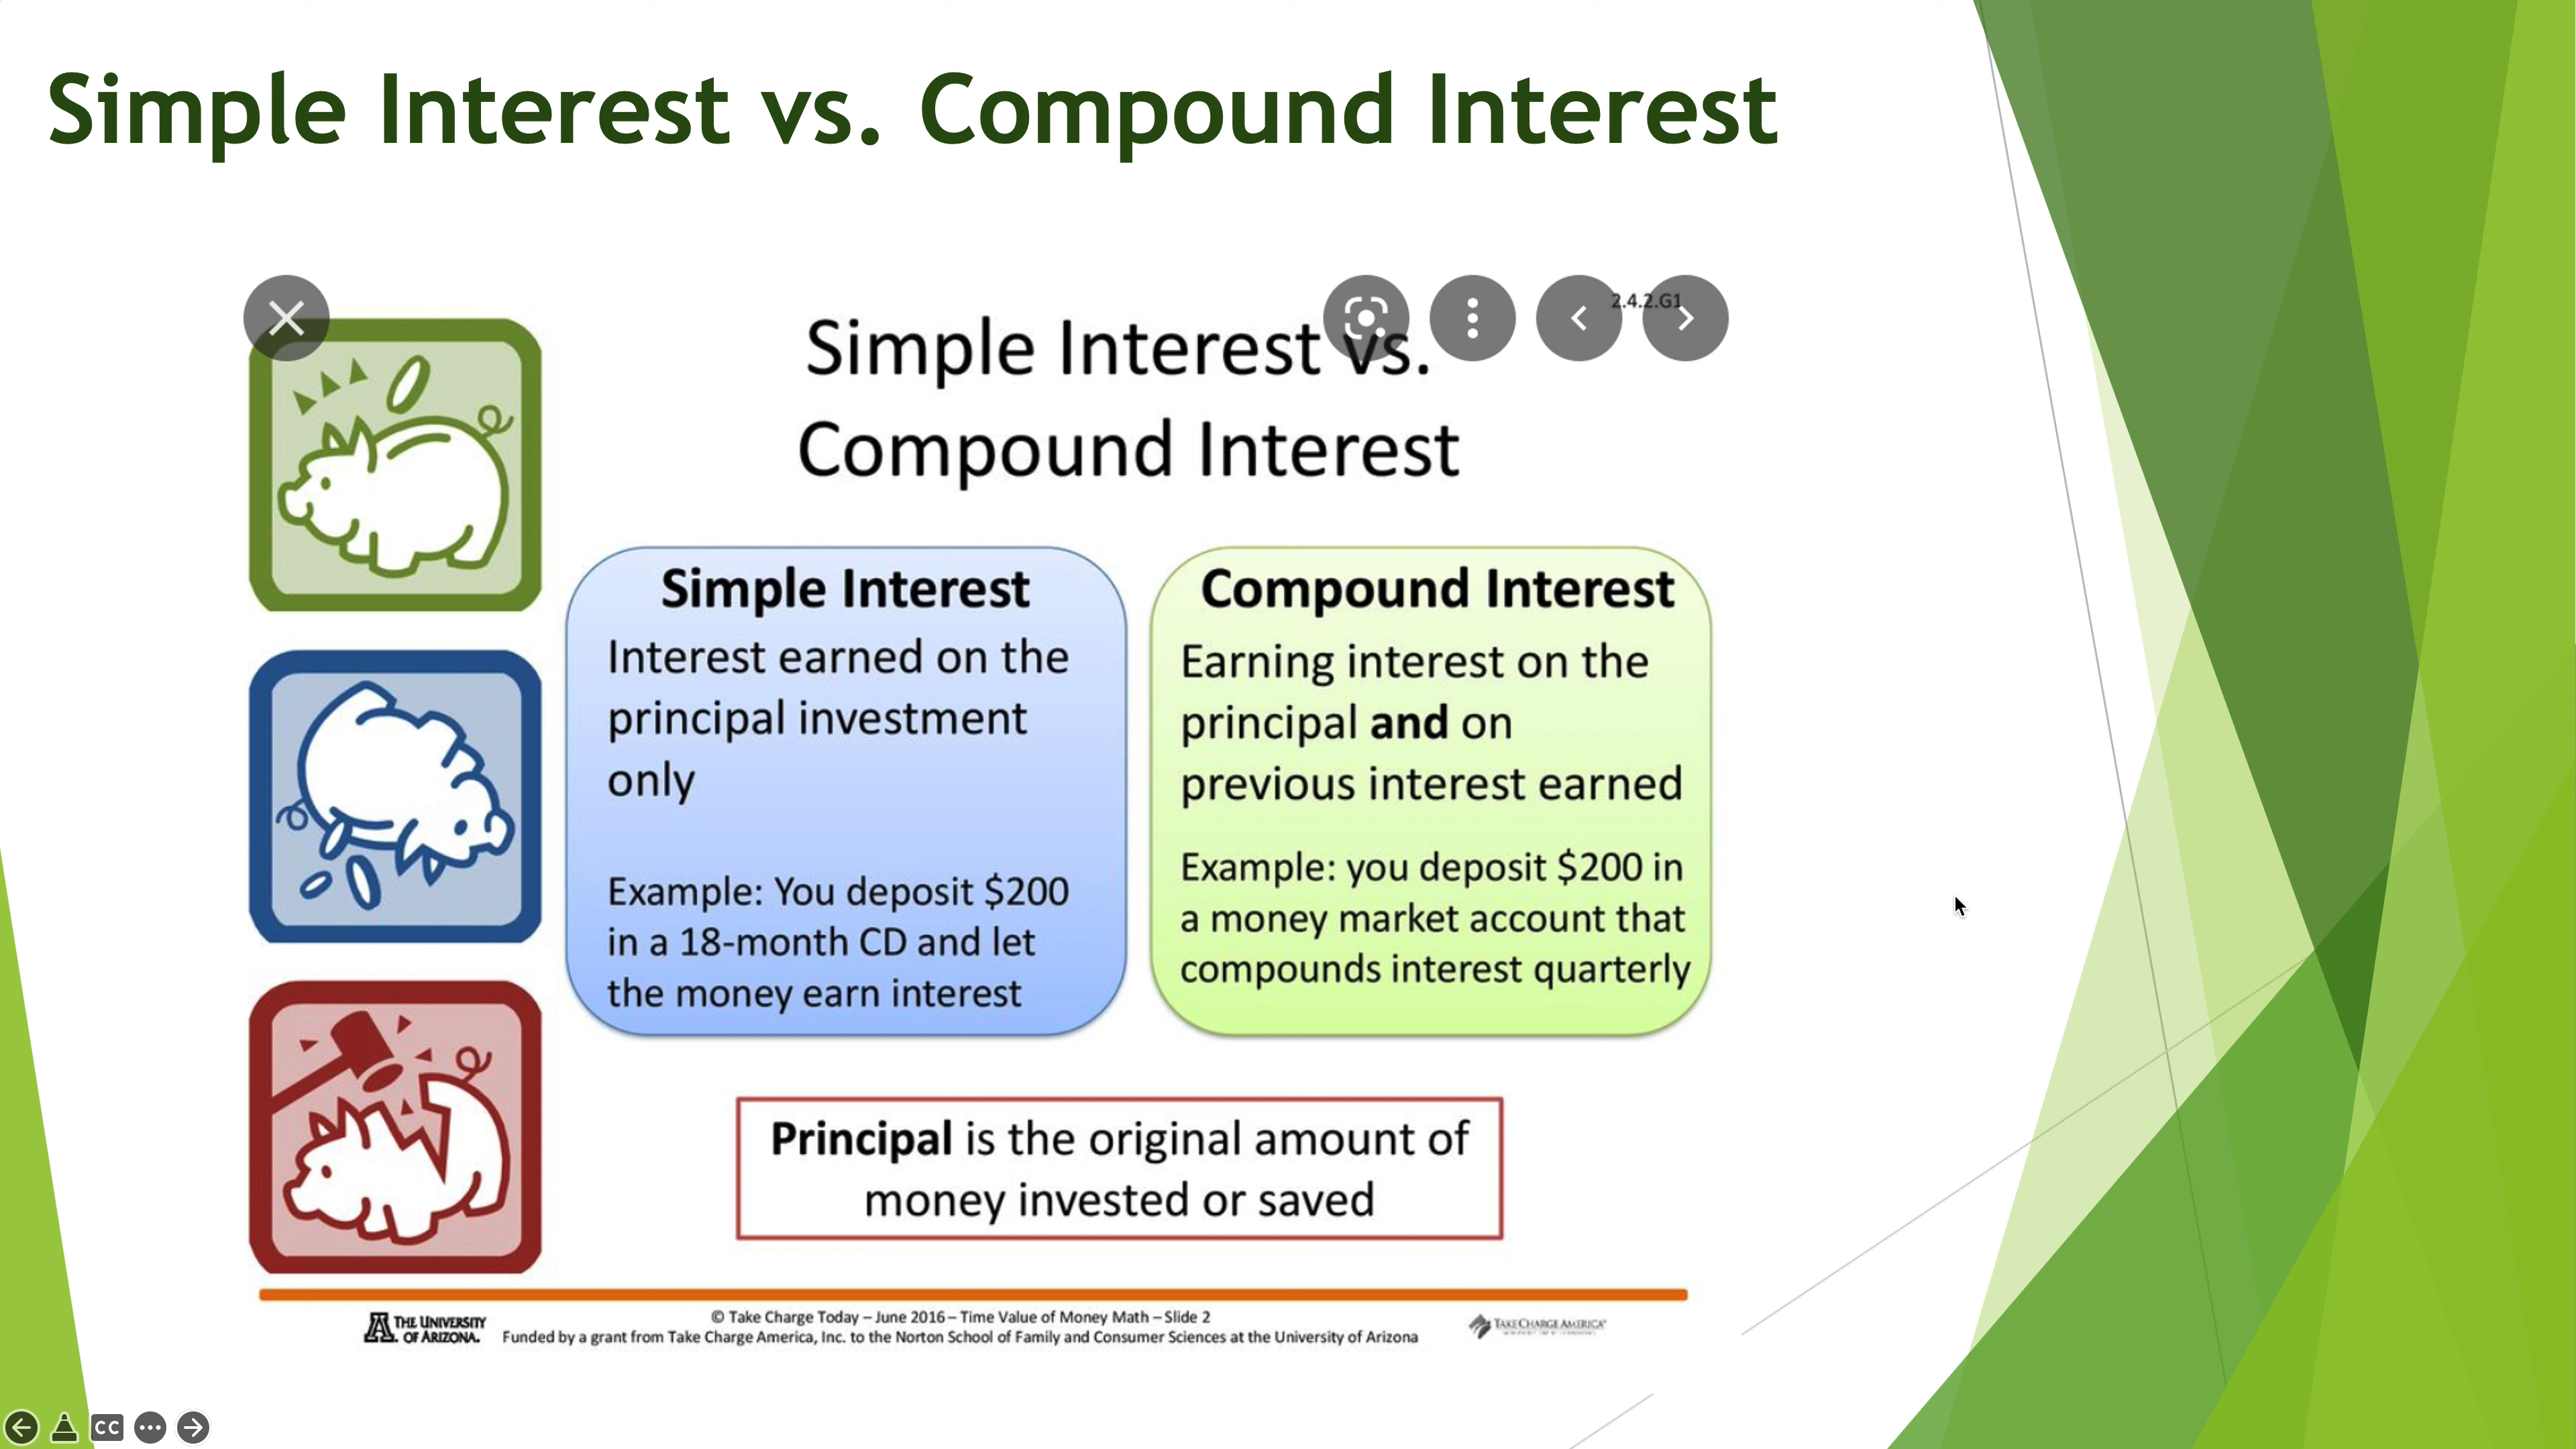 Simple Interest vs. Compound Interest
2.4.2.G1
Simple Interest vs.
Compound Interest
Simple Interest
Interest earned on the
principal investment
only
Example: You deposit $200
in a 18-month CD and let
the money earn interest
Compound Interest
Earning interest on the
principal and on
previous interest earned
Example: you deposit $200 in
a money market account that
compounds interest quarterly
Principal is the original amount of
money invested or saved
THE UNIVERSITY
OF ARIZONA.
© Take Charge Today – June 2016 – Time Value of Money Math – Slide 2
Funded by a grant from Take Charge America, Inc. to the Norton School of Family and Consumer Sciences at the University of Arizona
TAKE CHARGE AMERICA®
CC